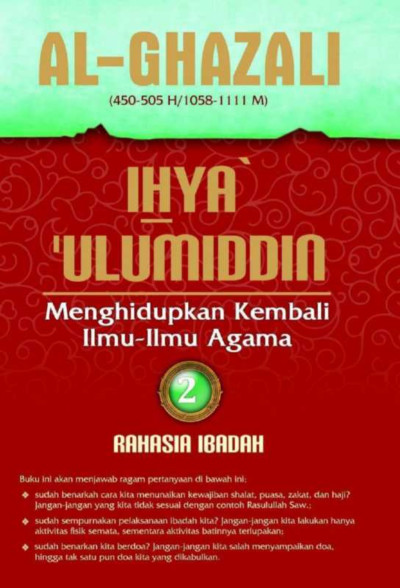 AL-GHAZALI
(450-505 H/1058-1111 M)
IHYA`
'ULUMIDDIN
Menghidupkan Kembali
Ilmu-Ilmu Agama
2
RAHASIA IBADAH
Buku ini akan menjawab ragam pertanyaan di bawah ini:
❖ sudah benarkah cara kita menunaikan kewajiban shalat, puasa, zakat, dan haji?
Jangan-jangan yang kita tidak sesuai dengan contoh Rasulullah Saw.;
❖ sudah sempurnakan pelaksanaan ibadah kita? Jangan-jangan kita lakukan hanya
aktivitas fisik semata, sementara aktivitas batinnya terlupakan;
❖ sudah benarkan kita berdoa? Jangan-jangan kita salah menyampaikan doa,
hingga tak satu pun doa kita yang dikabulkan.